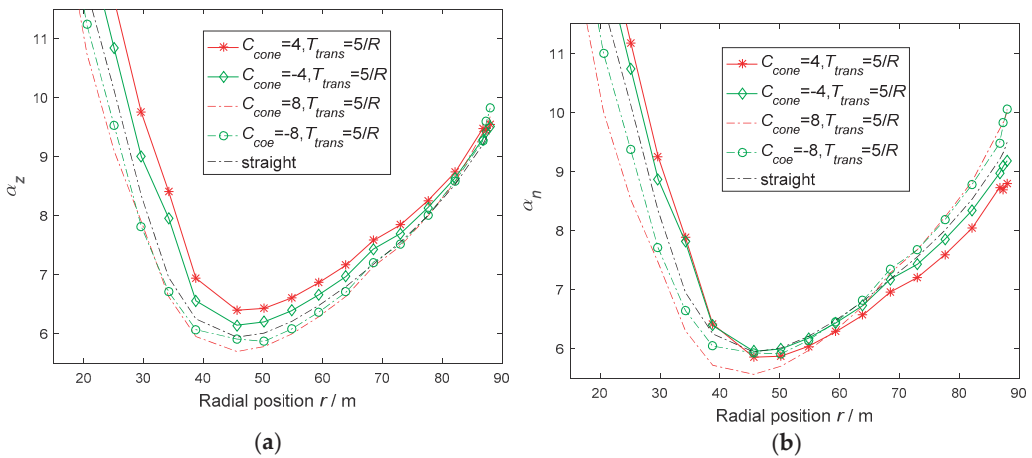 α_z
11
10
9
8
7
6
20 30 40 50 60 70 80 90
Radial position r / m
C_cone=4,T_trans=5/R
C_cone=-4,T_trans=5/R
C_cone=8,T_trans=5/R
C_coe=-8,T_trans=5/R
straight
(a)
α_n
11
10
9
8
7
6
20 30 40 50 60 70 80 90
Radial position r / m
C_cone=4,T_trans=5/R
C_cone=-4,T_trans=5/R
C_cone=8,T_trans=5/R
C_coe=-8,T_trans=5/R
straight
(b)